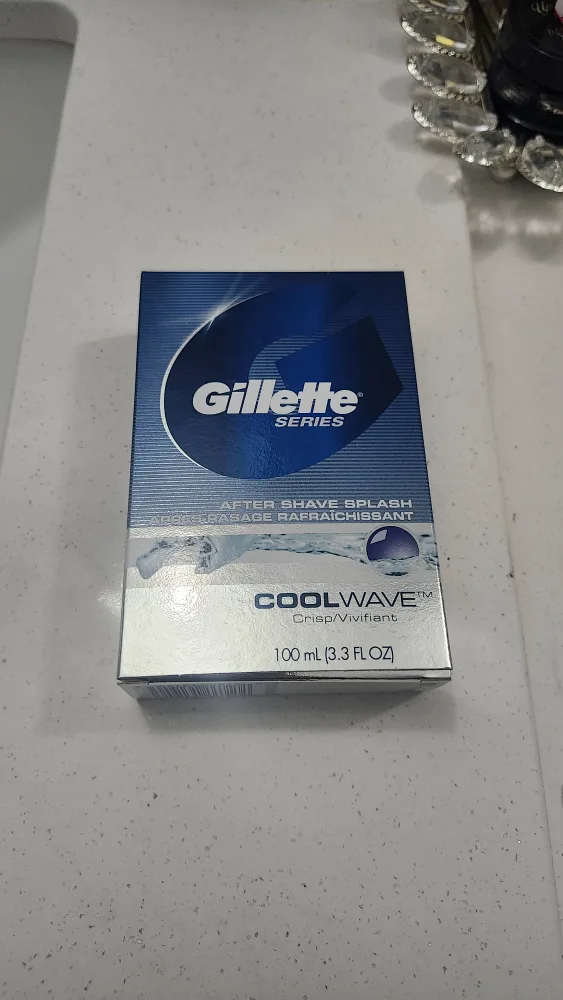 Gillette®
SERIES
AFTER SHAVE SPLASH
APRÈS-RASAGE RAFRAÎCHISSANT
COOLWAVE™
Crisp/Vivifiant
100 mL (3.3 FL OZ)